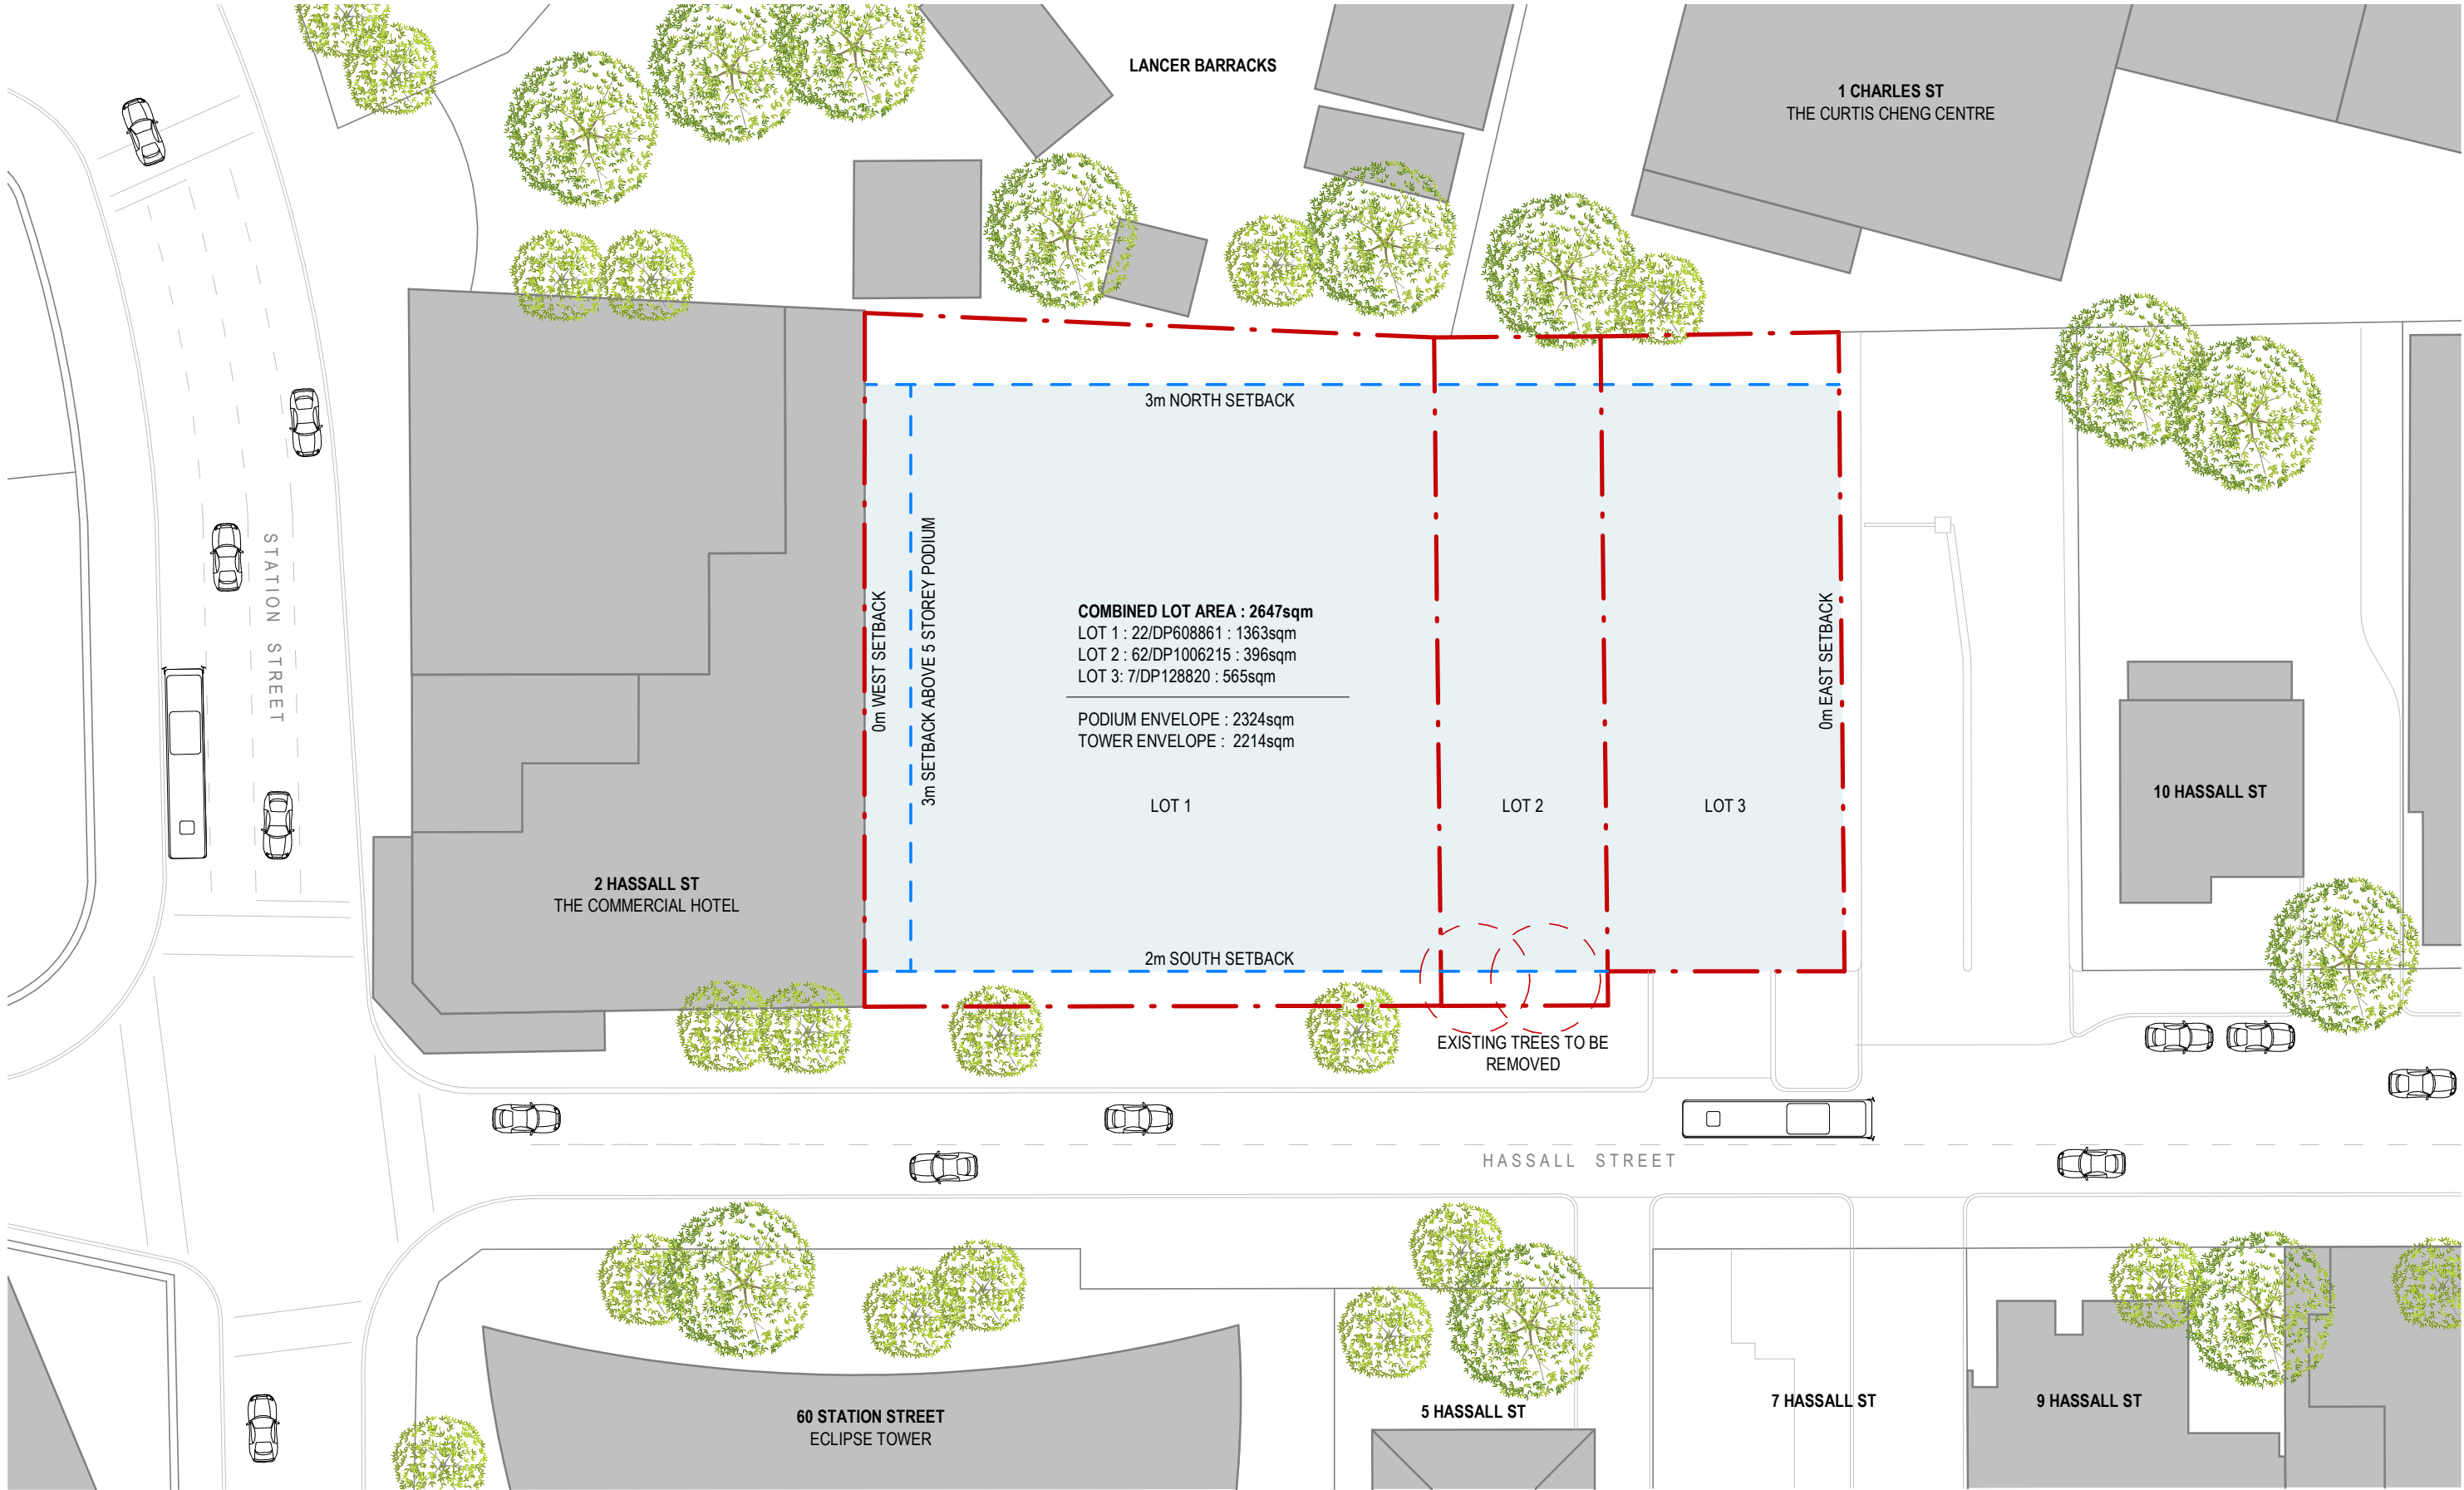 LANCER BARRACKS
1 CHARLES ST
THE CURTIS CHENG CENTRE
3m NORTH SETBACK
STATION STREET
0m WEST SETBACK
3m SETBACK ABOVE 5 STOREY PODIUM
COMBINED LOT AREA : 2647sqm
LOT 1 : 22/DP608861 : 1363sqm
LOT 2 : 62/DP1006215 : 396sqm
LOT 3: 7/DP128820 : 565sqm
PODIUM ENVELOPE : 2324sqm
TOWER ENVELOPE : 2214sqm
0m EAST SETBACK
LOT 1
LOT 2
LOT 3
10 HASSALL ST
2 HASSALL ST
THE COMMERCIAL HOTEL
2m SOUTH SETBACK
EXISTING TREES TO BE
REMOVED
HASSALL STREET
60 STATION STREET
ECLIPSE TOWER
5 HASSALL ST
7 HASSALL ST
9 HASSALL ST